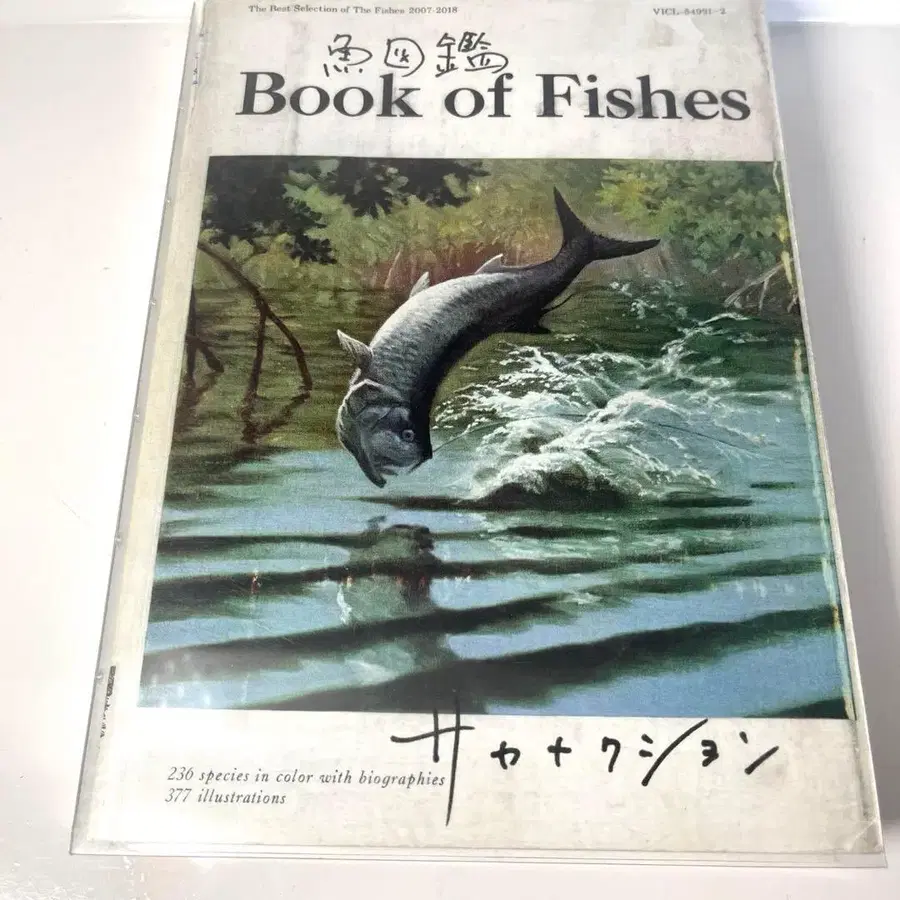 The Best Selection of The Fishes 2007-2018
VICL-64991-2
魚図鑑
Book of Fishes
サカナクション
236 species in color with biographies
377 illustrations